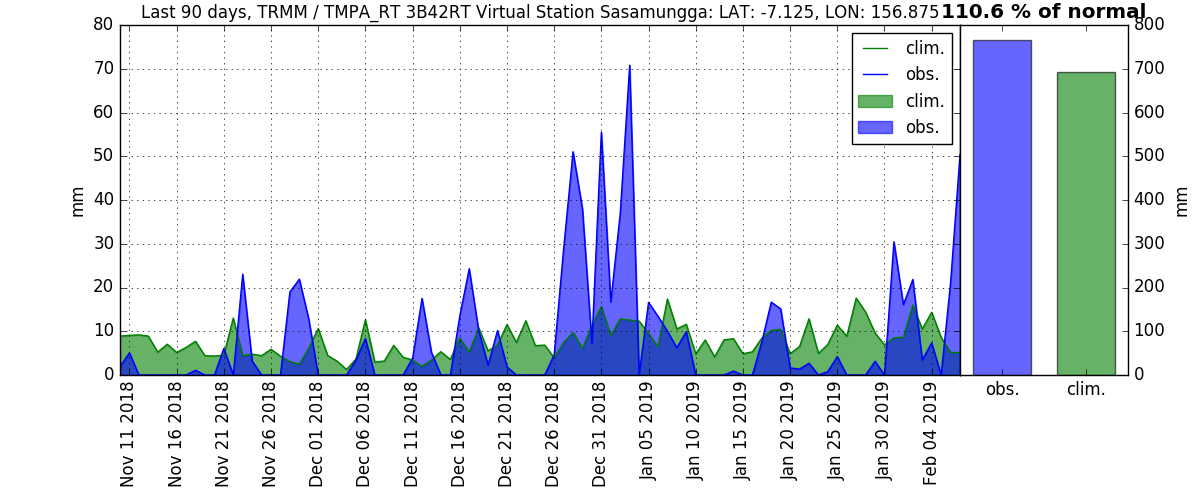 Last 90 days, TRMM / TMPA_RT 3B42RT Virtual Station Sasamungga: LAT: -7.125, LON: 156.875
110.6 % of normal
80
70
60
50
40
30
20
10
0
mm
clim.
obs.
clim.
obs.
800
700
600
500
400
300
200
100
0
mm
obs.
clim.
Nov 11 2018
Nov 16 2018
Nov 21 2018
Nov 26 2018
Dec 01 2018
Dec 06 2018
Dec 11 2018
Dec 16 2018
Dec 21 2018
Dec 26 2018
Dec 31 2018
Jan 05 2019
Jan 10 2019
Jan 15 2019
Jan 20 2019
Jan 25 2019
Jan 30 2019
Feb 04 2019